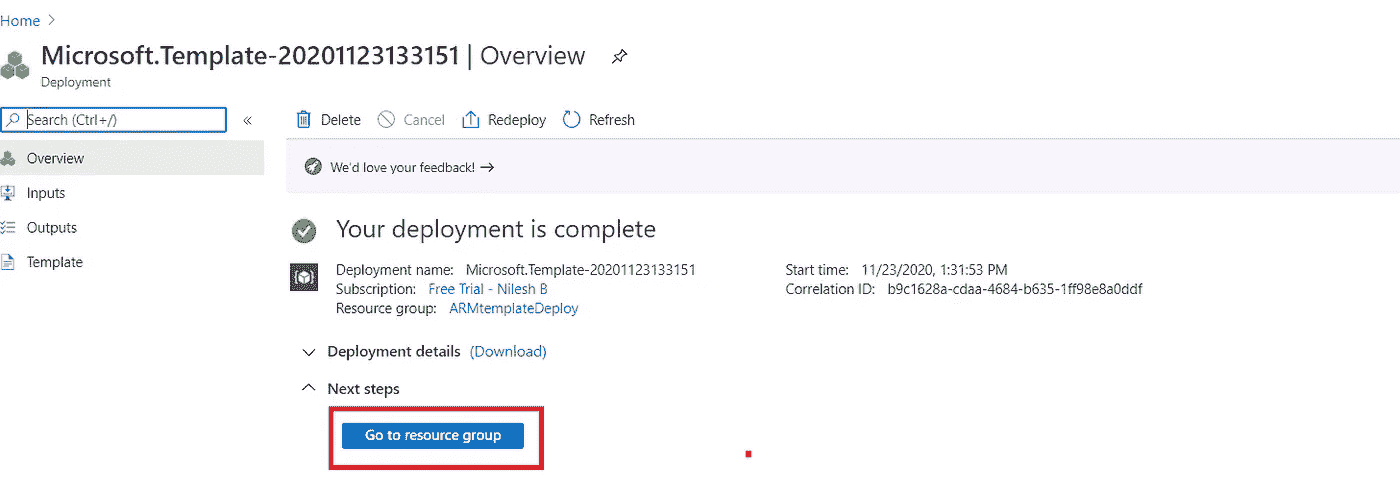 Home >
Microsoft.Template-20201123133151 | Overview
Deployment
Search (Ctrl+/)
«
Delete
Cancel
Redeploy
Refresh
Overview
Inputs
Outputs
Template
We'd love your feedback! →
Your deployment is complete
Deployment name: Microsoft.Template-20201123133151
Subscription: Free Trial - Nilesh B
Resource group: ARMtemplateDeploy
Start time: 11/23/2020, 1:31:53 PM
Correlation ID: b9c1628a-cdaa-4684-b635-1ff98e8a0ddf
Deployment details (Download)
Next steps
Go to resource group